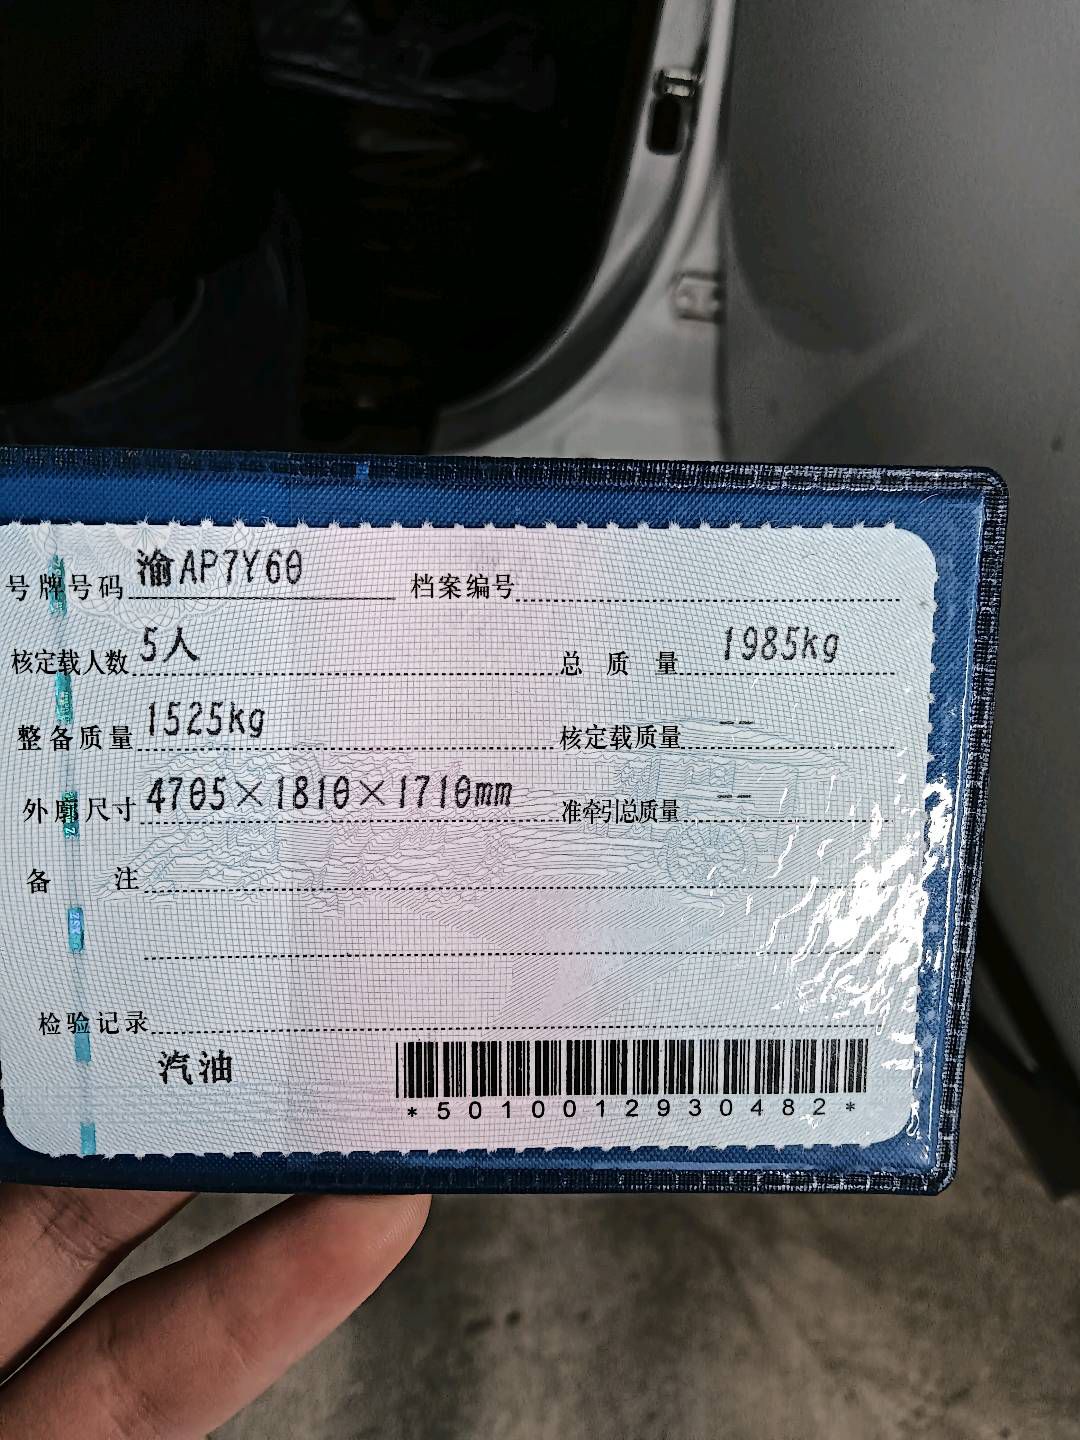 号牌号码 渝AP7Y60 档案编号
核定载人数 5人 总质量 1985kg
整备质量 1525kg 核定载质量 --
外廓尺寸 4705×1810×1710mm 准牵引总质量 --
备注
检验记录
汽油
*5010012930482*